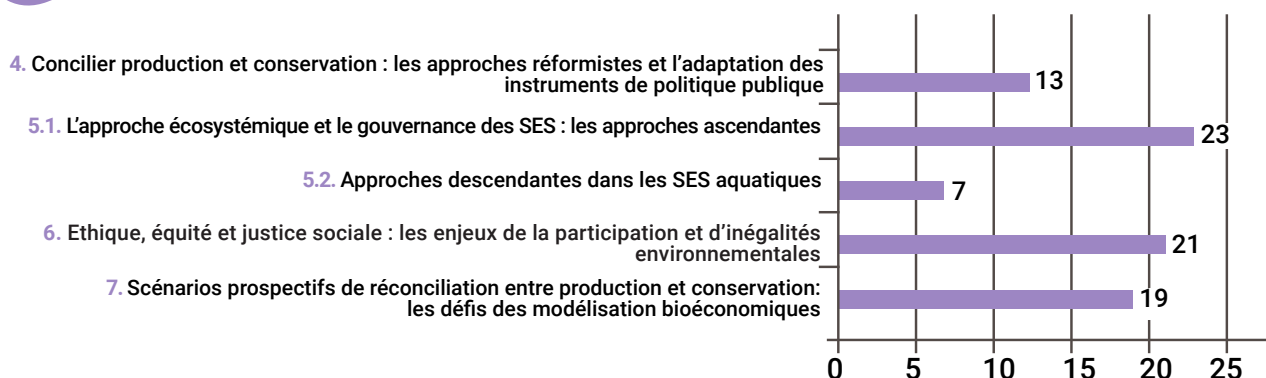 4. Concilier production et conservation : les approches réformistes et l'adaptation des
instruments de politique publique
13
5.1. L'approche écosystémique et le gouvernance des SES : les approches ascendantes
23
5.2. Approches descendantes dans les SES aquatiques
7
6. Ethique, équité et justice sociale : les enjeux de la participation et d'inégalités
environnementales
21
7. Scénarios prospectifs de réconciliation entre production et conservation:
les défis des modélisation bioéconomiques
19
0 5 10 15 20 25